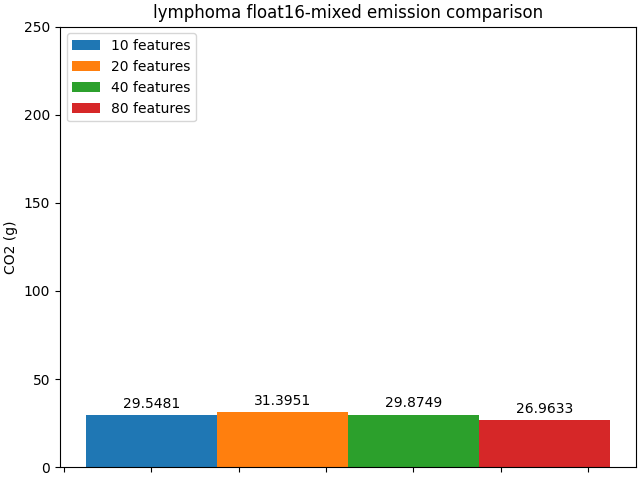 lymphoma float16-mixed emission comparison
250
200
150
100
50
0
CO2 (g)
10 features
20 features
40 features
80 features
29.5481
31.3951
29.8749
26.9633